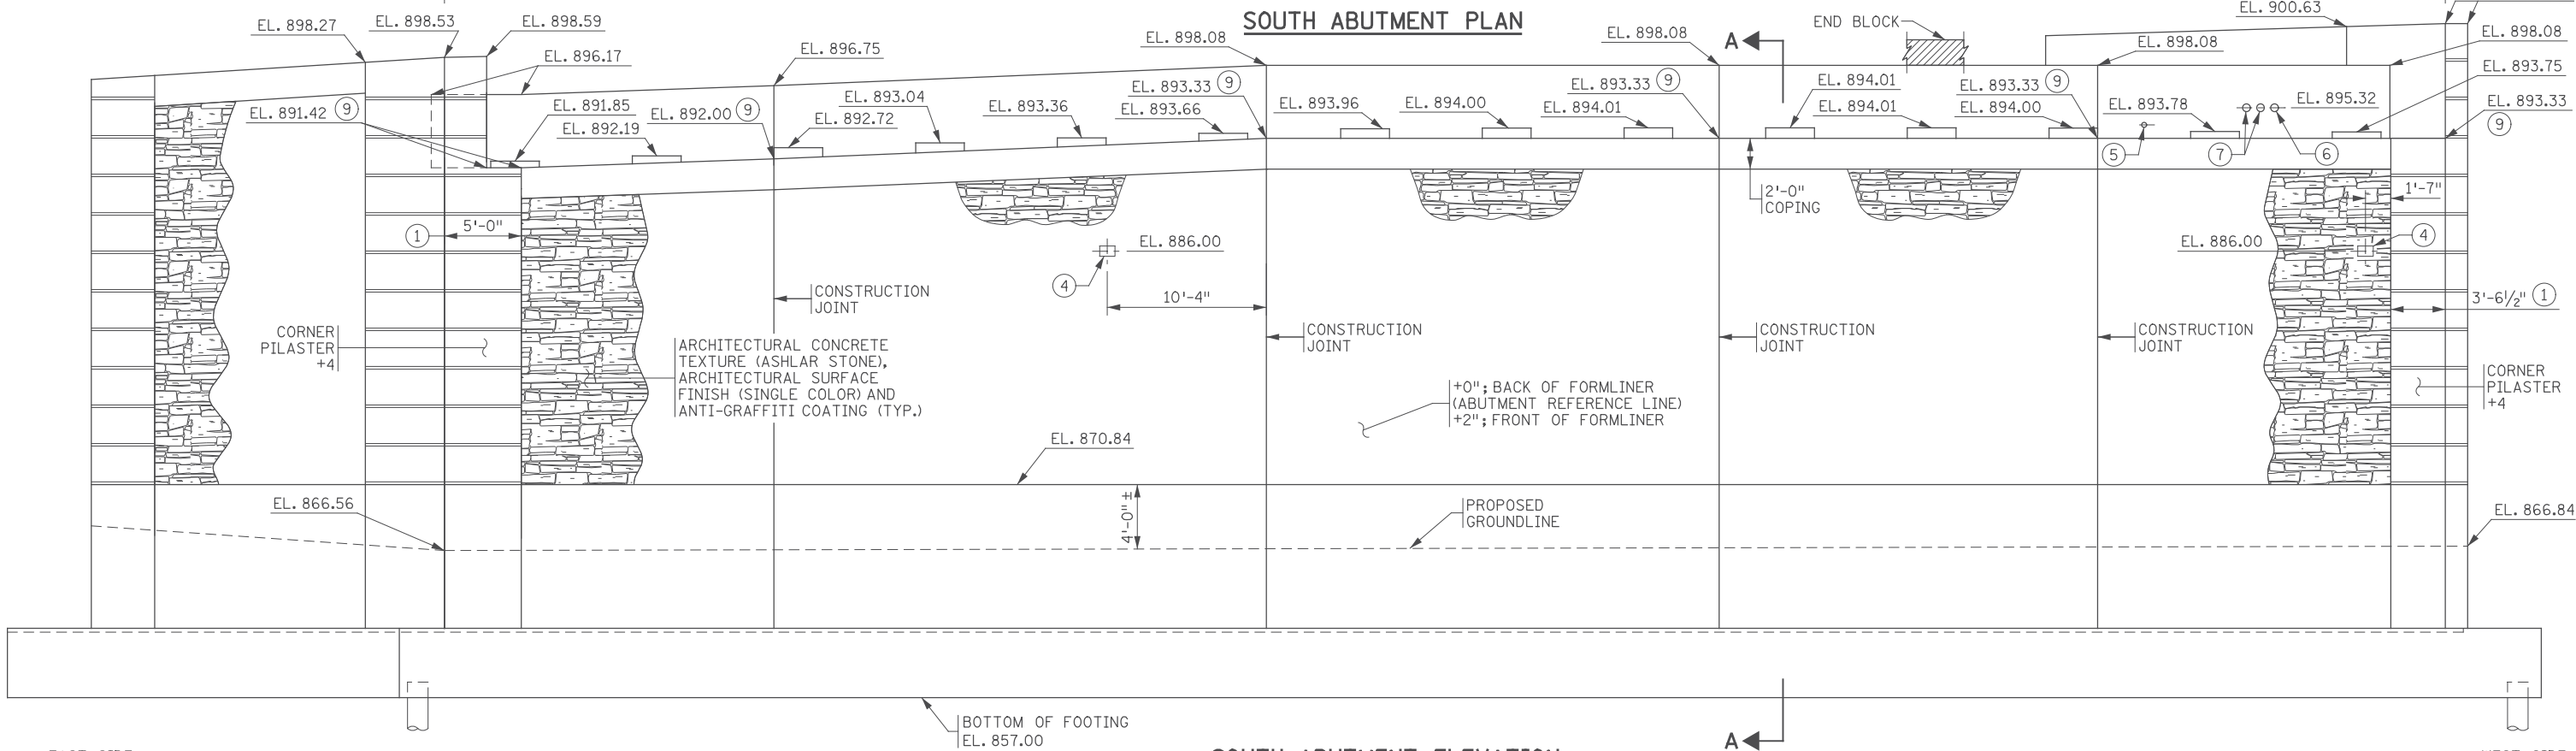 SOUTH ABUTMENT PLAN
EL. 898.27
EL. 898.53
EL. 898.59
EL. 896.17
EL. 896.75
EL. 898.08
EL. 898.08
END BLOCK
A
EL. 900.63
EL. 898.08
EL. 898.08
EL. 893.75
EL. 893.33
9
EL. 891.42 9
EL. 891.85
EL. 892.19
EL. 892.00 9
EL. 892.72
EL. 893.04
EL. 893.36
EL. 893.33 9
EL. 893.66
EL. 893.96
EL. 894.00
EL. 894.01
EL. 893.33 9
EL. 894.01
EL. 894.01
EL. 893.33 9
EL. 894.00
EL. 893.78
EL. 895.32
5
7
6
2'-0"
COPING
1'-7"
1
5'-0"
EL. 886.00
4
10'-4"
EL. 886.00
4
3'-6½" 1
CONSTRUCTION
JOINT
CONSTRUCTION
JOINT
CONSTRUCTION
JOINT
CONSTRUCTION
JOINT
CORNER
PILASTER
+4
ARCHITECTURAL CONCRETE
TEXTURE (ASHLAR STONE),
ARCHITECTURAL SURFACE
FINISH (SINGLE COLOR) AND
ANTI-GRAFFITI COATING (TYP.)
+0"; BACK OF FORMLINER
(ABUTMENT REFERENCE LINE)
+2"; FRONT OF FORMLINER
CORNER
PILASTER
+4
EL. 870.84
EL. 866.56
4'-0" ±
PROPOSED
GROUNDLINE
EL. 866.84
BOTTOM OF FOOTING
EL. 857.00
A
SOUTH ABUTMENT ELEVATION